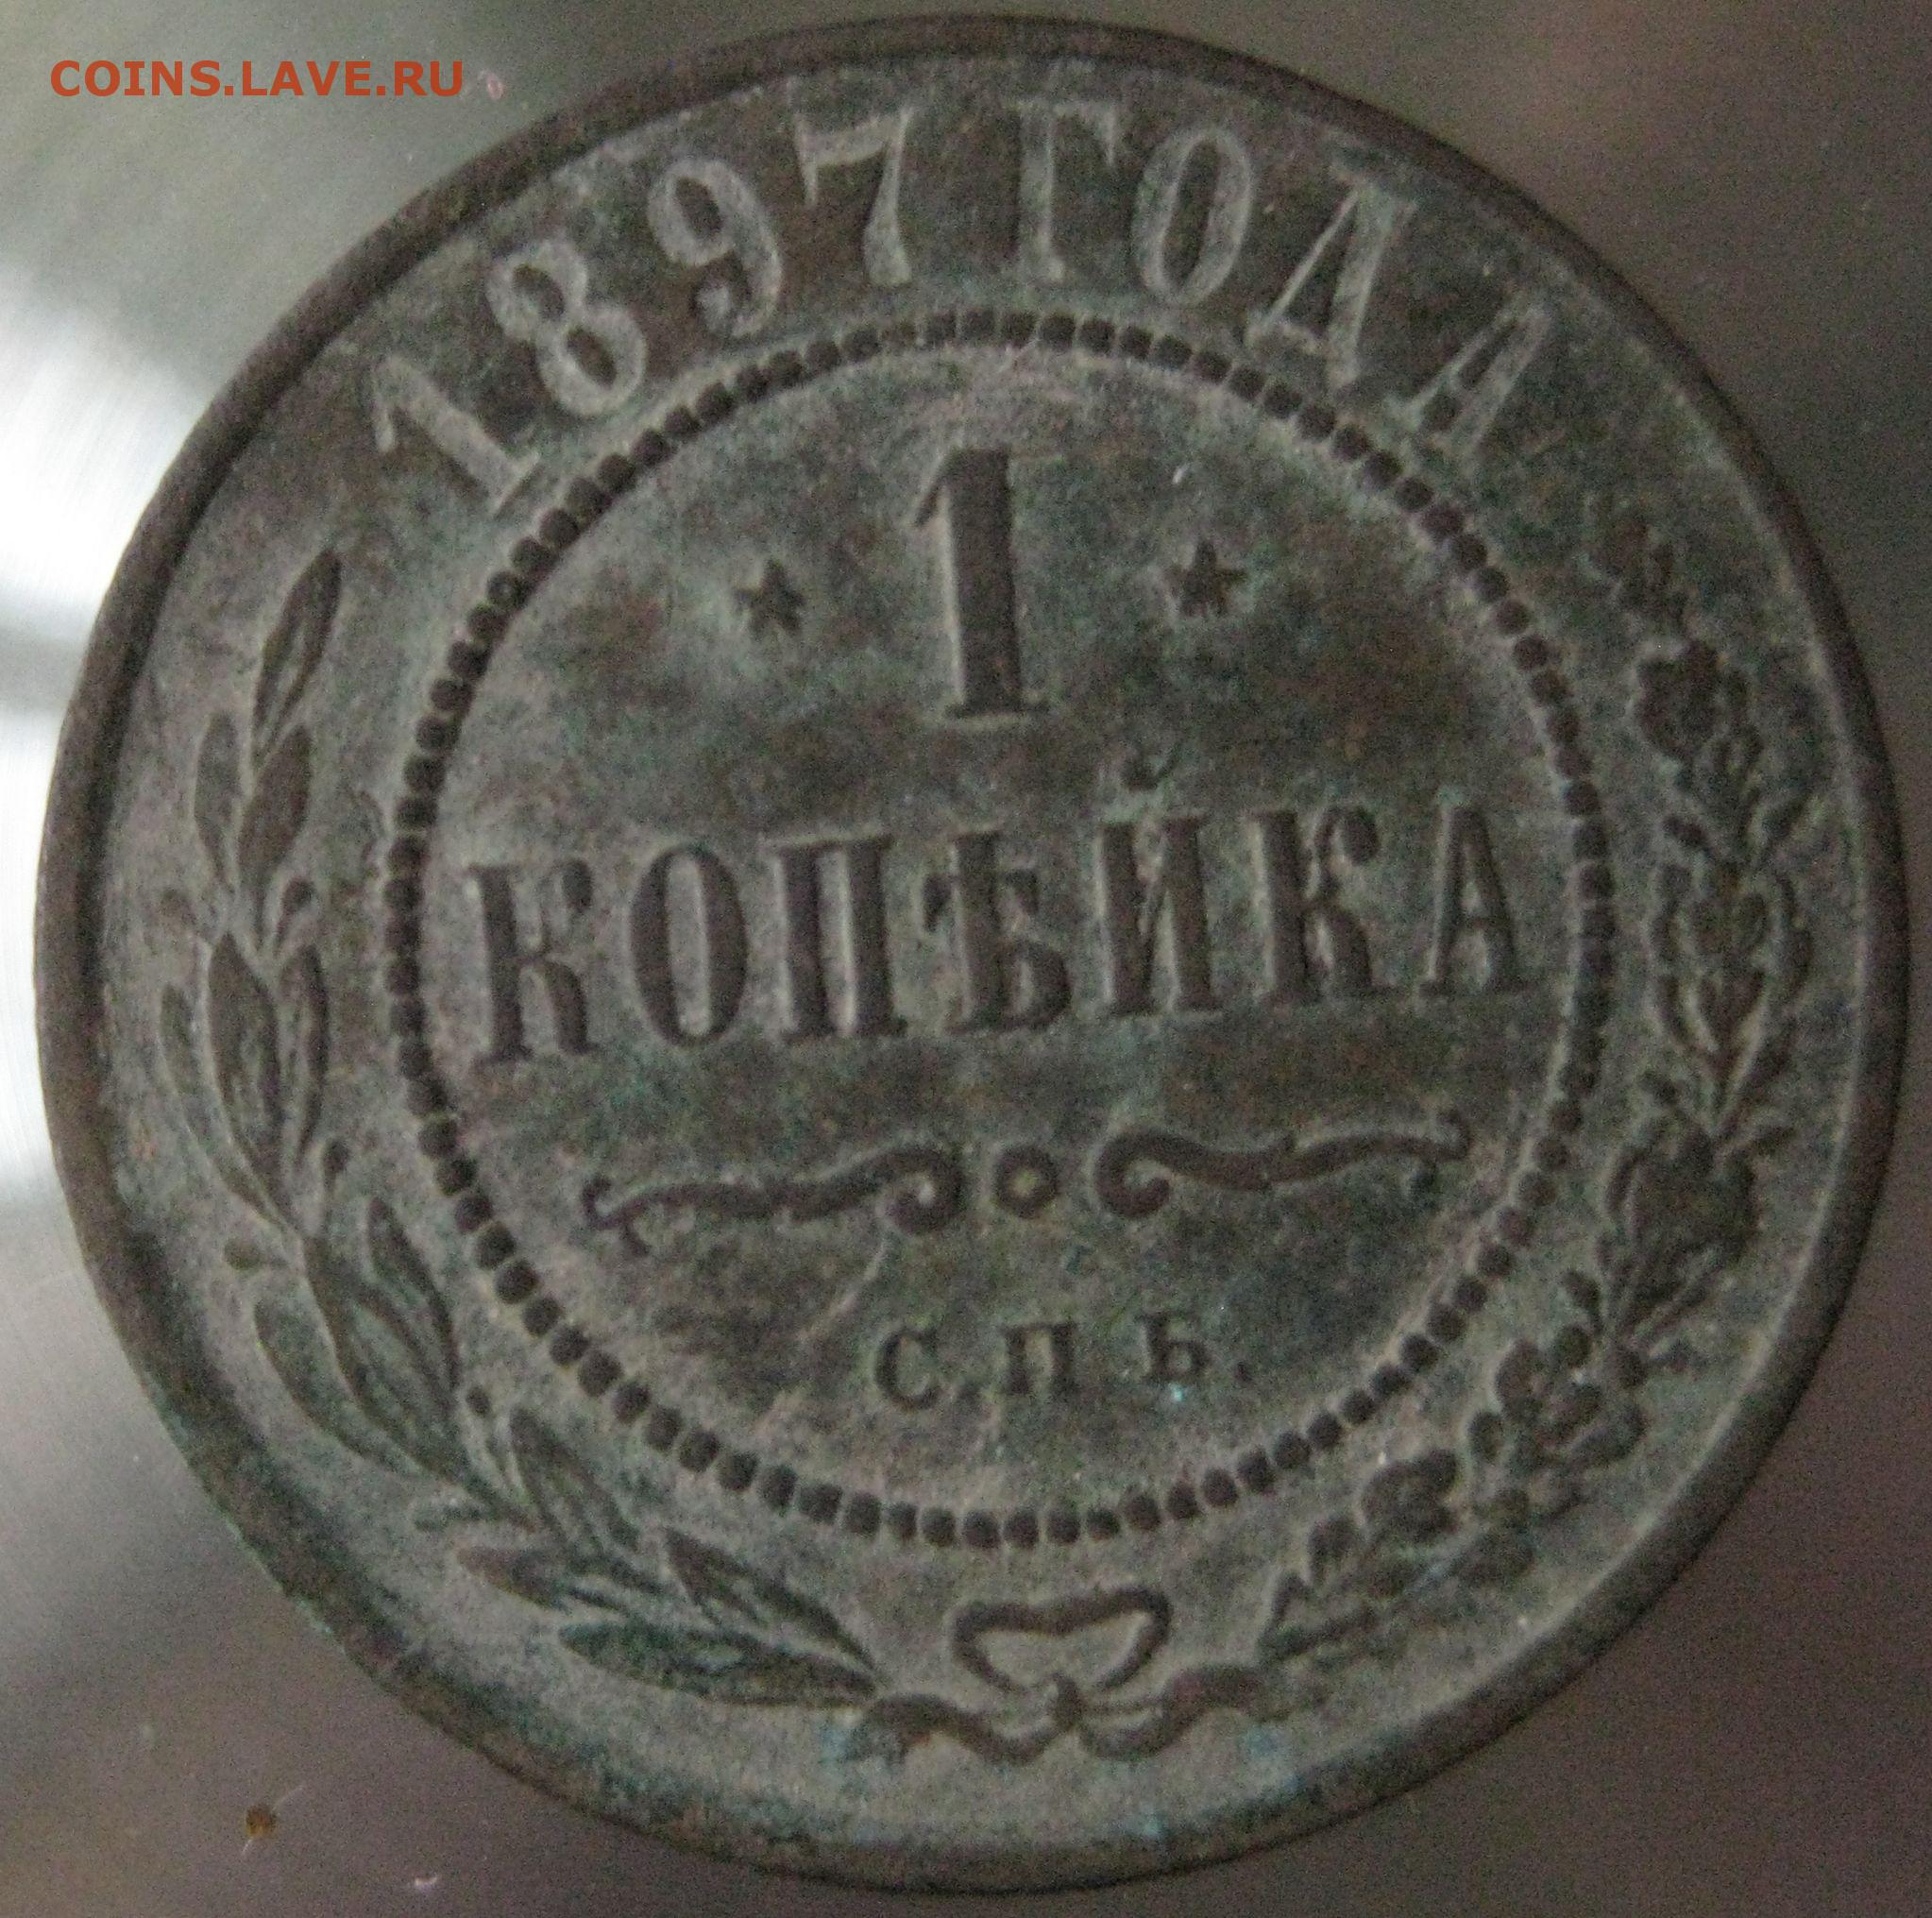 COINS.LAVE.RU
1897 ГОДА
1
КОПѢЙКА
С.П.Б.